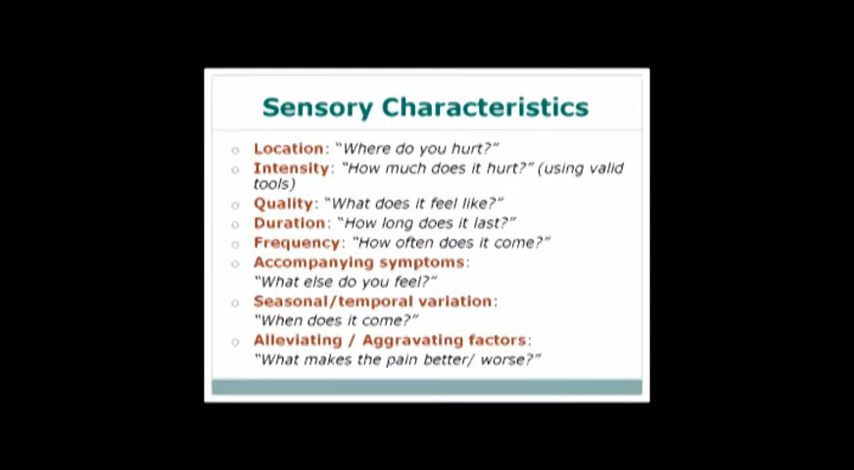 Sensory Characteristics
Location: "Where do you hurt?"
Intensity: "How much does it hurt?" (using valid
tools)
Quality: "What does it feel like?"
Duration: "How long does it last?"
Frequency: "How often does it come?"
Accompanying symptoms:
"What else do you feel?"
Seasonal/temporal variation:
"When does it come?"
Alleviating / Aggravating factors:
"What makes the pain better/ worse?"